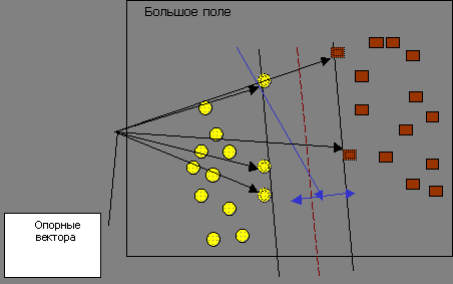 Большое поле
Опорные
вектора